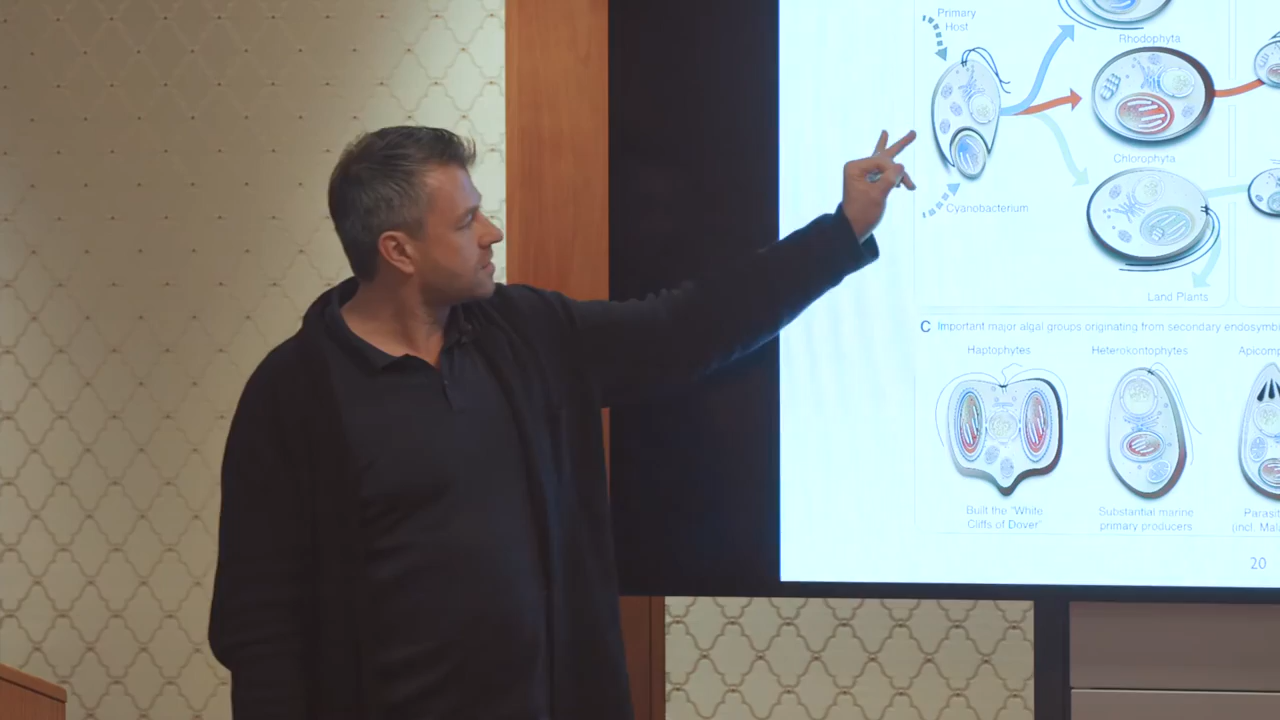 Primary
Host
Rhodophyta
Chlorophyta
Cyanobacterium
Land Plants
C Important major algal groups originating from secondary endosymbi
Haptophytes
Heterokontophytes
Apicomp
Built the "White
Cliffs of Dover"
Substantial marine
primary producers
Parasit
(incl. Mala
20